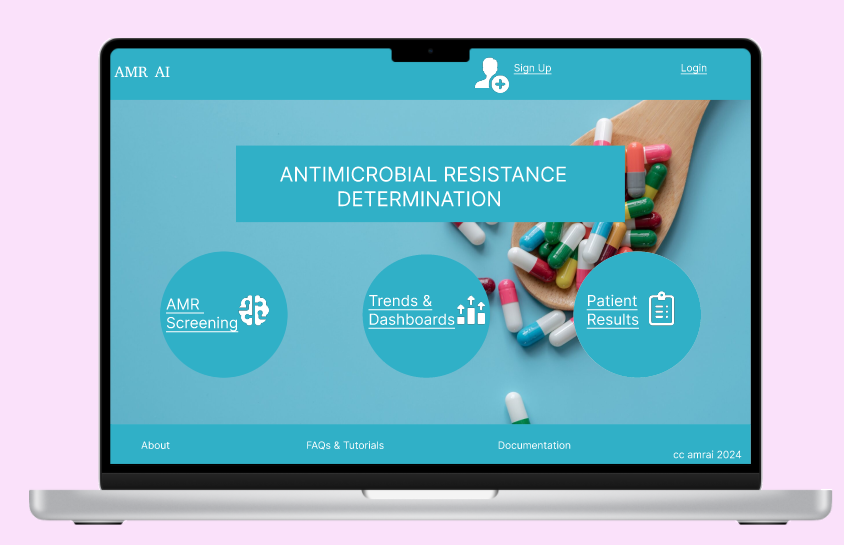 AMR AI
Sign Up
Login
ANTIMICROBIAL RESISTANCE
DETERMINATION
AMR
Screening
Trends &
Dashboards
Patient
Results
About
FAQs & Tutorials
Documentation
cc amrai 2024